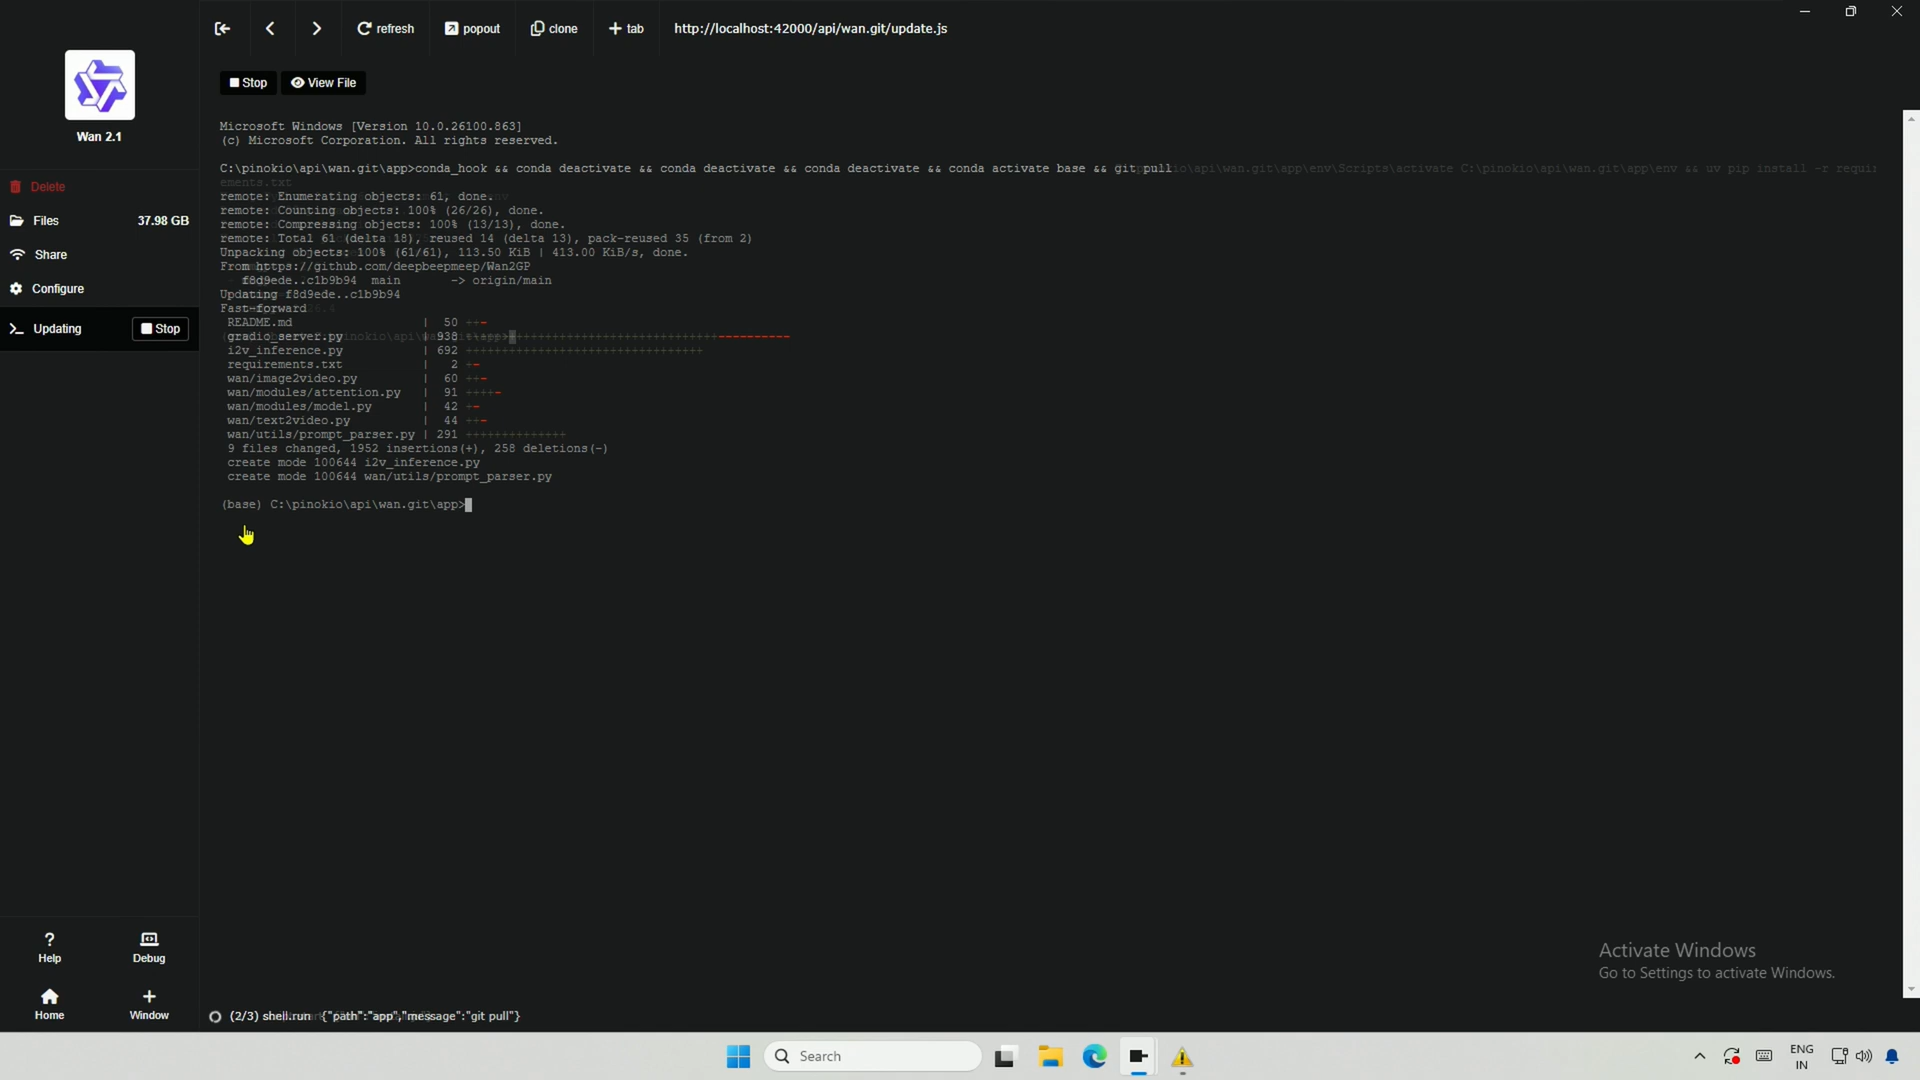 refresh popout clone tab http://localhost:42000/api/wan.git/update.js
Stop View File
Wan 2.1
Delete
Files 37.98 GB
Share
Configure
Updating Stop
Microsoft Windows [Version 10.0.26100.863]
(c) Microsoft Corporation. All rights reserved.
C:\pinokio\api\wan.git\app>conda_hook && conda deactivate && conda deactivate && conda deactivate && conda activate base && git pull
remote: Enumerating objects: 61, done.
remote: Counting objects: 100% (26/26), done.
remote: Compressing objects: 100% (13/13), done.
remote: Total 61 (delta 18), reused 14 (delta 13), pack-reused 35 (from 2)
Unpacking objects: 100% (61/61), 113.50 KiB | 413.00 KiB/s, done.
From https://github.com/deepbeepmeep/Wan2GP
f8d9ede..c1b9b94 main -> origin/main
Updating f8d9ede..c1b9b94
Fast-forward
README.md | 50 ++-
gradio_server.py | 938
i2v_inference.py | 692
requirements.txt | 2 +-
wan/image2video.py | 60 ++-
wan/modules/attention.py | 91 ++++-
wan/modules/model.py | 42 +-
wan/text2video.py | 44 ++-
wan/utils/prompt_parser.py | 291 ++++++++++++++
9 files changed, 1952 insertions(+), 258 deletions(-)
create mode 100644 i2v_inference.py
create mode 100644 wan/utils/prompt_parser.py
(base) C:\pinokio\api\wan.git\app>
Help Debug
Home Window
(2/3) shell.run {"path":"app","message":"git pull"}
Activate Windows
Go to Settings to activate Windows.
Search
ENG
IN